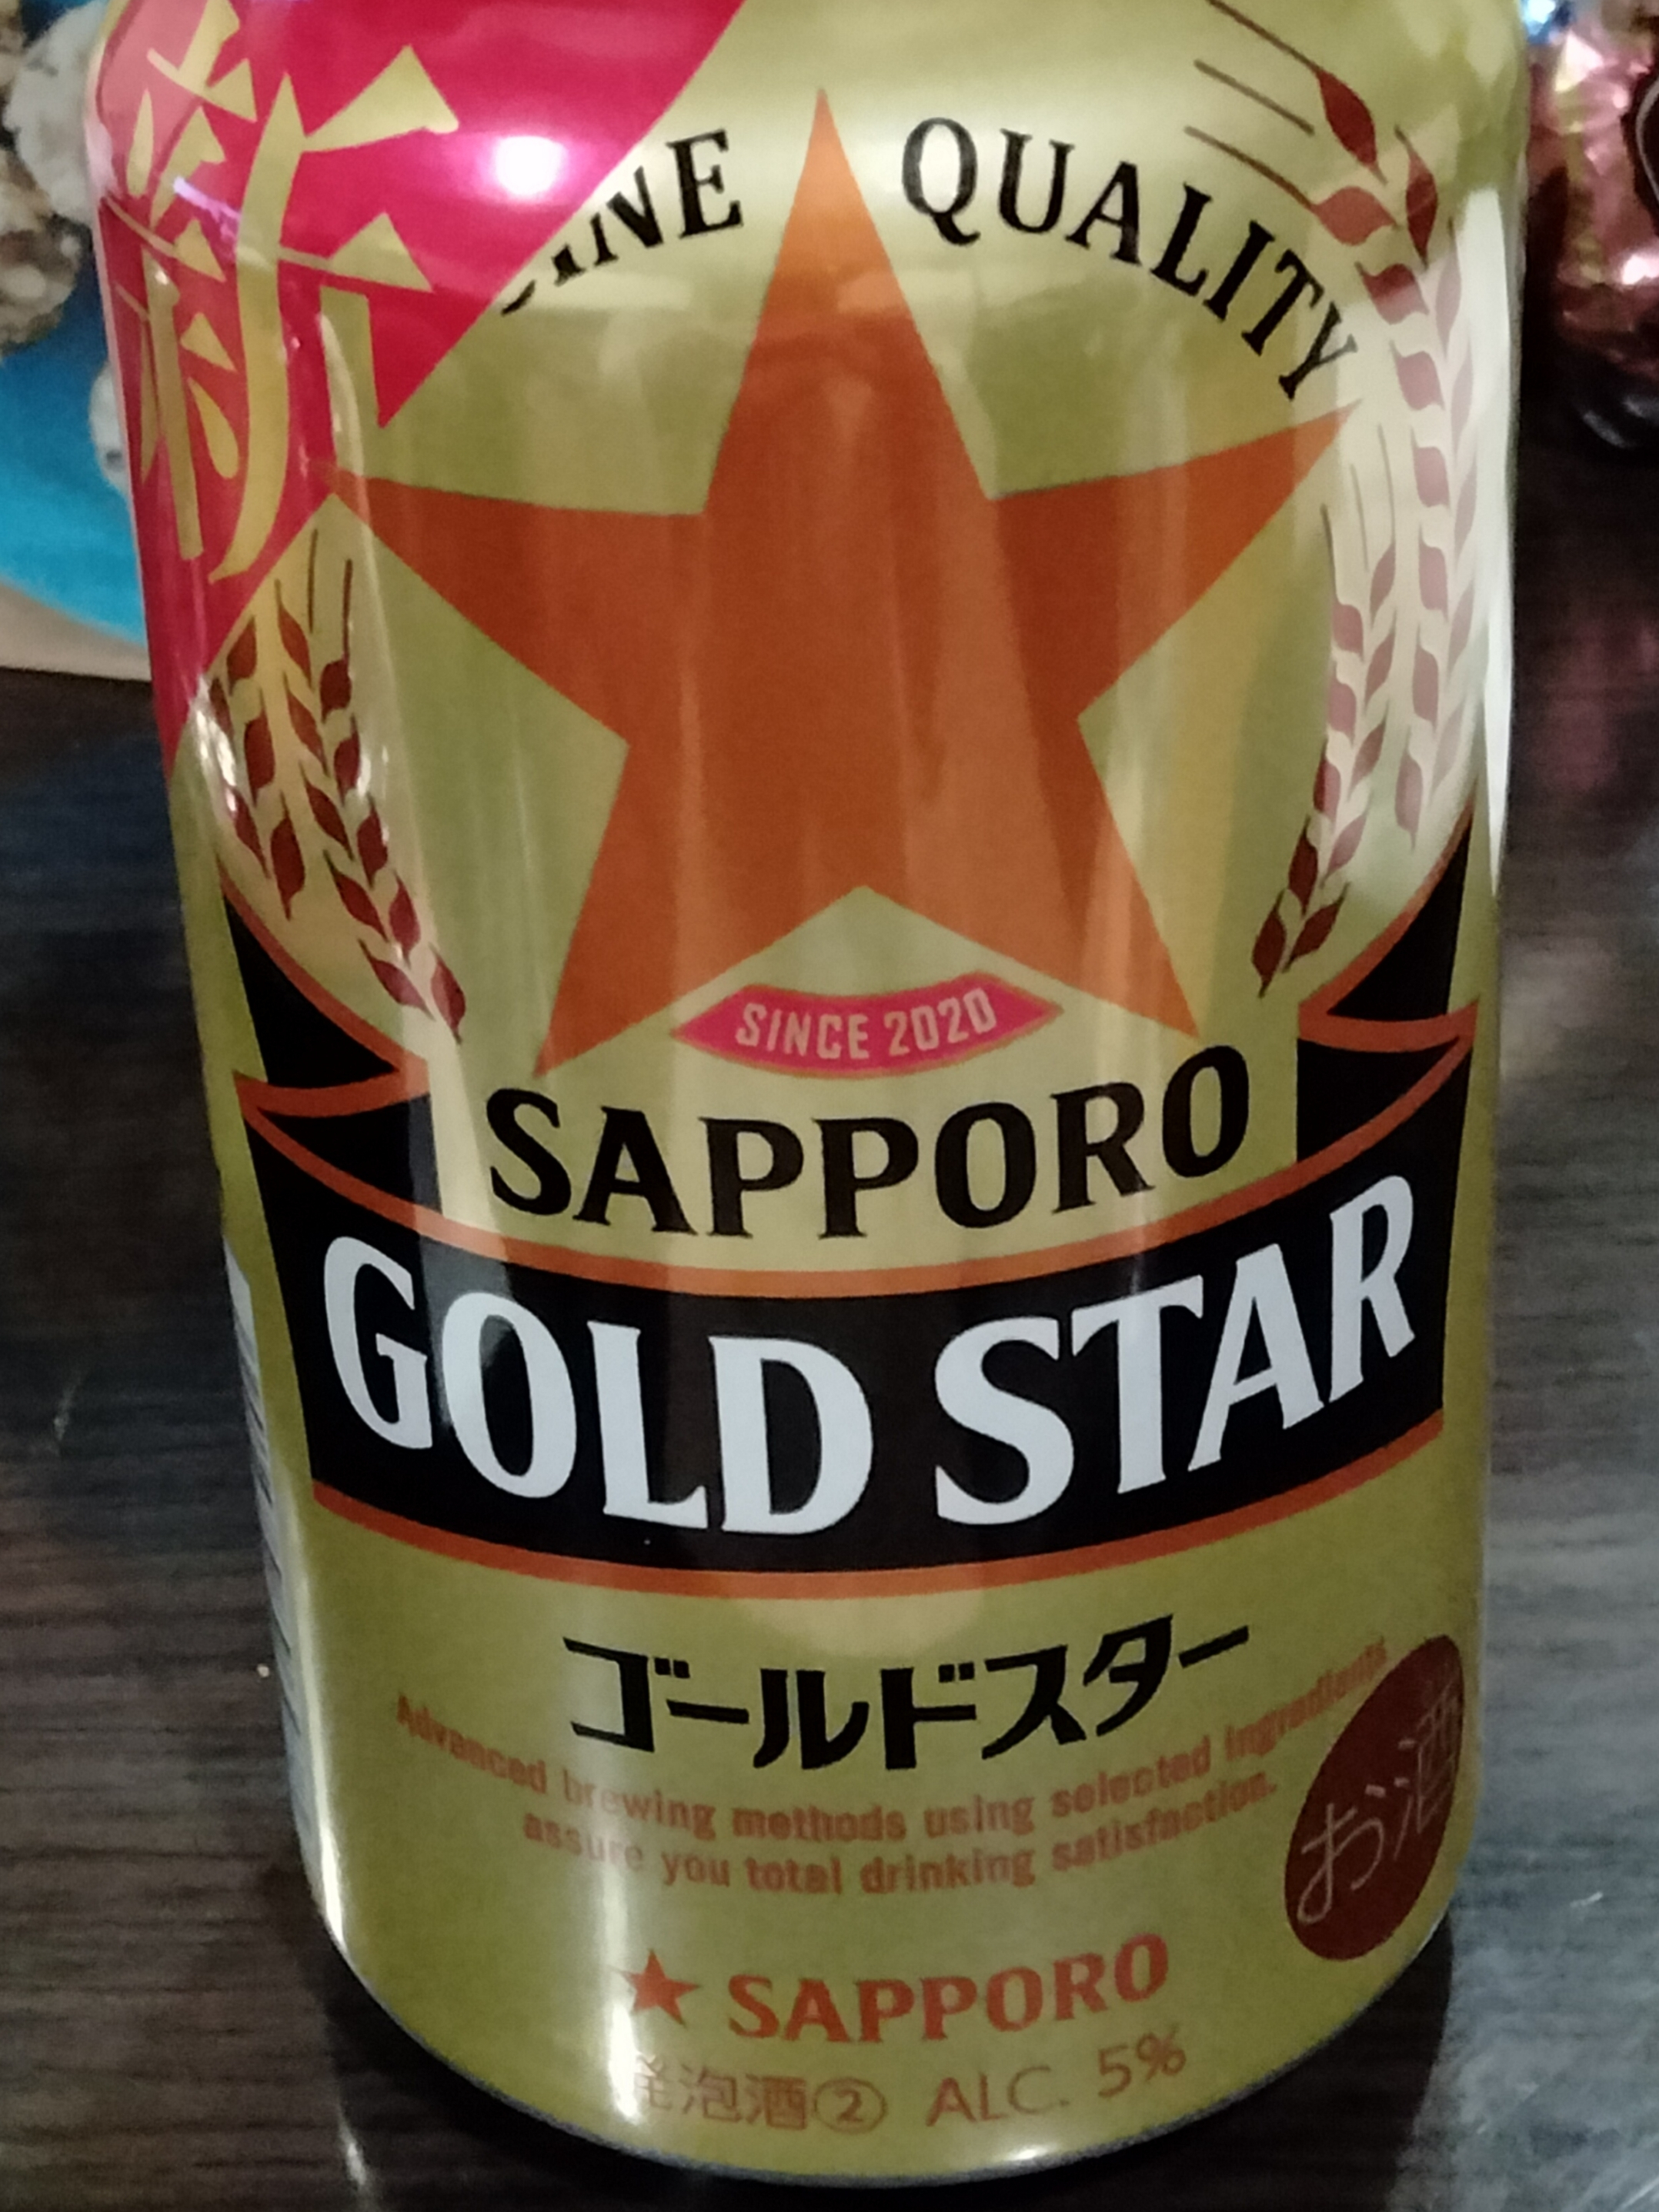 新
QUALITY
SINCE 2020
SAPPORO
GOLD STAR
ゴールドスター
Advanced brewing methods using selected ingredients
assure you total drinking satisfaction.
お酒
SAPPORO
発泡酒② ALC. 5%